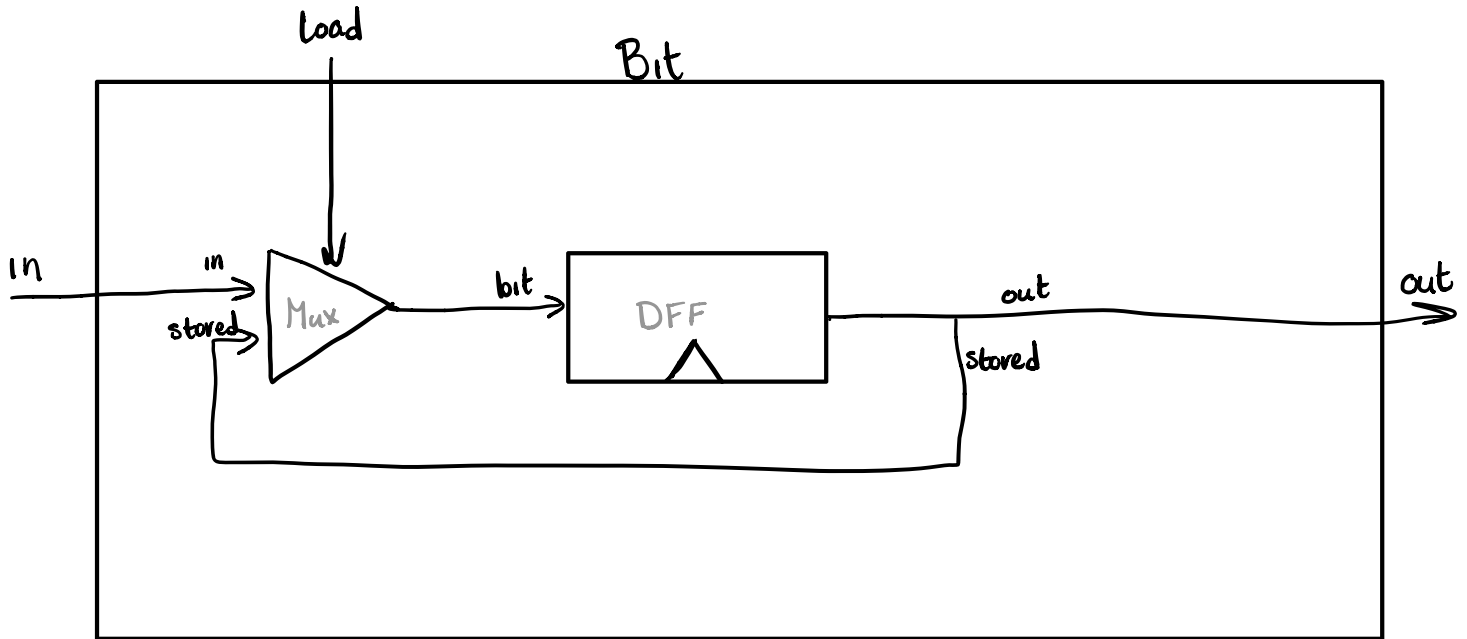 Load
Bit
in
in
stored
Mux
bit
DFF
out
stored
out